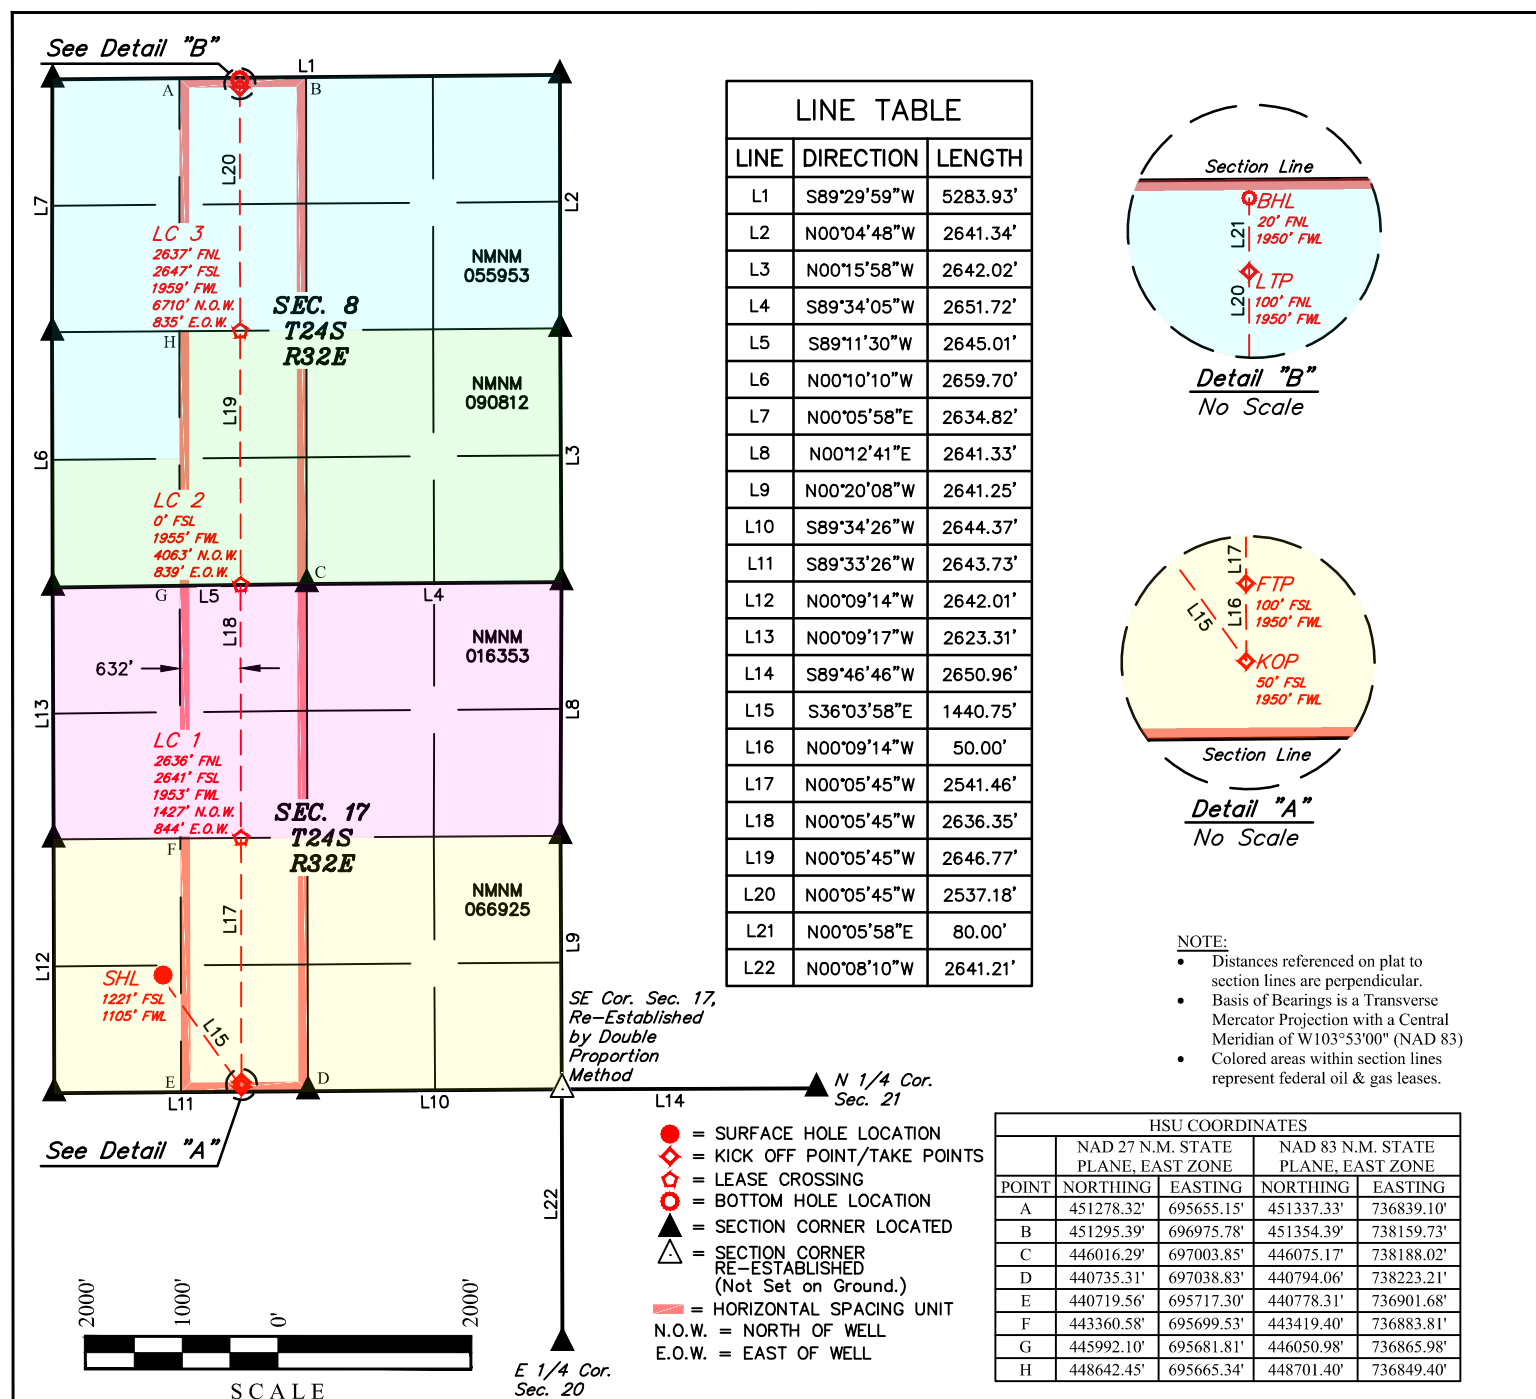 See Detail "B"
L1
A
B
L20
L7
L2
LC 3
2637' FNL
2647' FSL
1959' FWL
6710' N.O.W.
835' E.O.W.
NMNM
055953
SEC. 8
T24S
R32E
H
NMNM
090812
L19
L6
L3
LC 2
0' FSL
1955' FWL
4063' N.O.W.
839' E.O.W.
C
G
L5
L4
L18
NMNM
016353
632'
L13
L8
LC 1
2636' FNL
2641' FSL
1953' FWL
1427' N.O.W.
844' E.O.W.
SEC. 17
T24S
R32E
F
NMNM
066925
L17
L12
L9
SHL
1221' FSL
1105' FWL
L15
E
D
L11
L10
See Detail "A"
SE Cor. Sec. 17,
Re-Established
by Double
Proportion
Method
L14
N 1/4 Cor.
Sec. 21
L22
E 1/4 Cor.
Sec. 20
LINE TABLE
LINE DIRECTION LENGTH
L1 S89°29'59"W 5283.93'
L2 N00°04'48"W 2641.34'
L3 N00°15'58"W 2642.02'
L4 S89°34'05"W 2651.72'
L5 S89°11'30"W 2645.01'
L6 N00°10'10"W 2659.70'
L7 N00°05'58"E 2634.82'
L8 N00°12'41"E 2641.33'
L9 N00°20'08"W 2641.25'
L10 S89°34'26"W 2644.37'
L11 S89°33'26"W 2643.73'
L12 N00°09'14"W 2642.01'
L13 N00°09'17"W 2623.31'
L14 S89°46'46"W 2650.96'
L15 S36°03'58"E 1440.75'
L16 N00°09'14"W 50.00'
L17 N00°05'45"W 2541.46'
L18 N00°05'45"W 2636.35'
L19 N00°05'45"W 2646.77'
L20 N00°05'45"W 2537.18'
L21 N00°05'58"E 80.00'
L22 N00°08'10"W 2641.21'
Section Line
BHL
20' FNL
1950' FWL
L21
LTP
100' FNL
1950' FWL
L20
Detail "B"
No Scale
L17
FTP
100' FSL
1950' FWL
L16
L15
KOP
50' FSL
1950' FWL
Section Line
Detail "A"
No Scale
NOTE:
• Distances referenced on plat to
section lines are perpendicular.
• Basis of Bearings is a Transverse
Mercator Projection with a Central
Meridian of W103°53'00" (NAD 83)
• Colored areas within section lines
represent federal oil & gas leases.
= SURFACE HOLE LOCATION
= KICK OFF POINT/TAKE POINTS
= LEASE CROSSING
= BOTTOM HOLE LOCATION
= SECTION CORNER LOCATED
= SECTION CORNER
RE-ESTABLISHED
(Not Set on Ground.)
= HORIZONTAL SPACING UNIT
N.O.W. = NORTH OF WELL
E.O.W. = EAST OF WELL
HSU COORDINATES
NAD 27 N.M. STATE
PLANE, EAST ZONE
NAD 83 N.M. STATE
PLANE, EAST ZONE
POINT NORTHING EASTING NORTHING EASTING
A 451278.32' 695655.15' 451337.33' 736839.10'
B 451295.39' 696975.78' 451354.39' 738159.73'
C 446016.29' 697003.85' 446075.17' 738188.02'
D 440735.31' 697038.83' 440794.06' 738223.21'
E 440719.56' 695717.30' 440778.31' 736901.68'
F 443360.58' 695699.53' 443419.40' 736883.81'
G 445992.10' 695681.81' 446050.98' 736865.98'
H 448642.45' 695665.34' 448701.40' 736849.40'
2000'
1000'
0'
2000'
SCALE